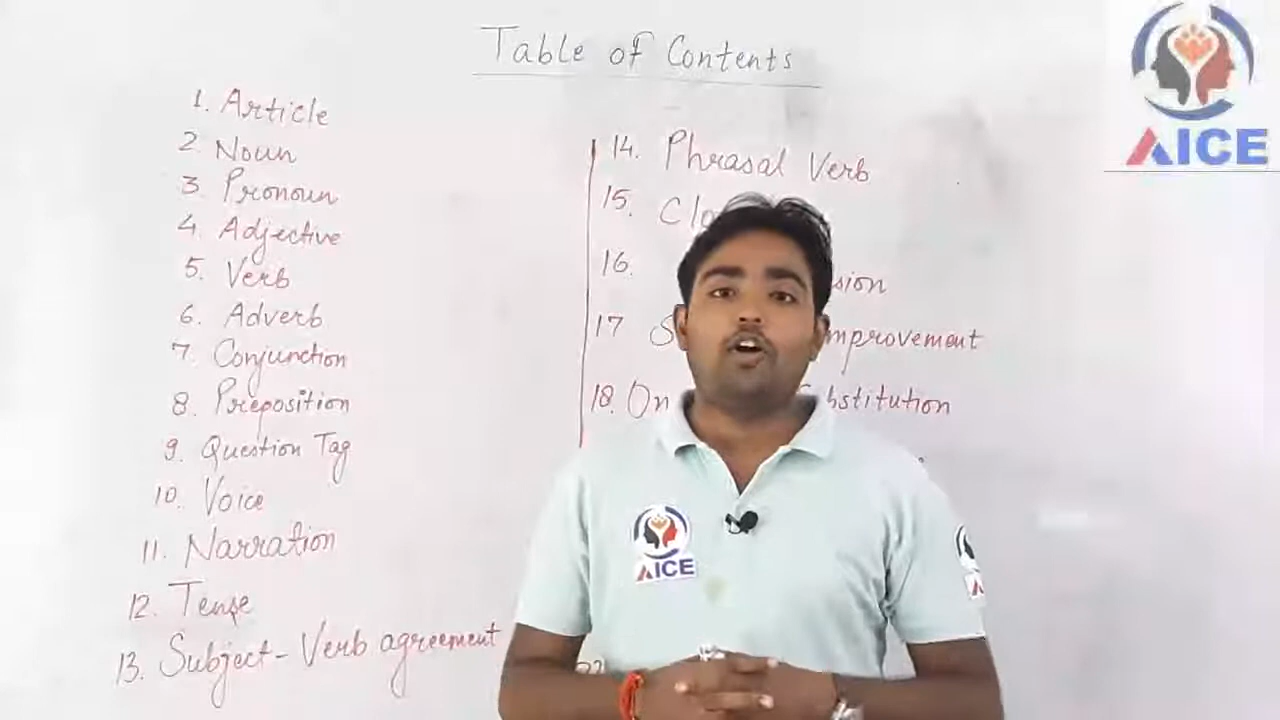 Table of Contents
1. Article
2. Noun
3. Pronoun
4. Adjective
5. Verb
6. Adverb
7. Conjunction
8. Preposition
9. Question Tag
10. Voice
11. Narration
12. Tense
13. Subject-Verb agreement
14. Phrasal Verb
15.
16.
17 improvement
18.
AICE
AICE